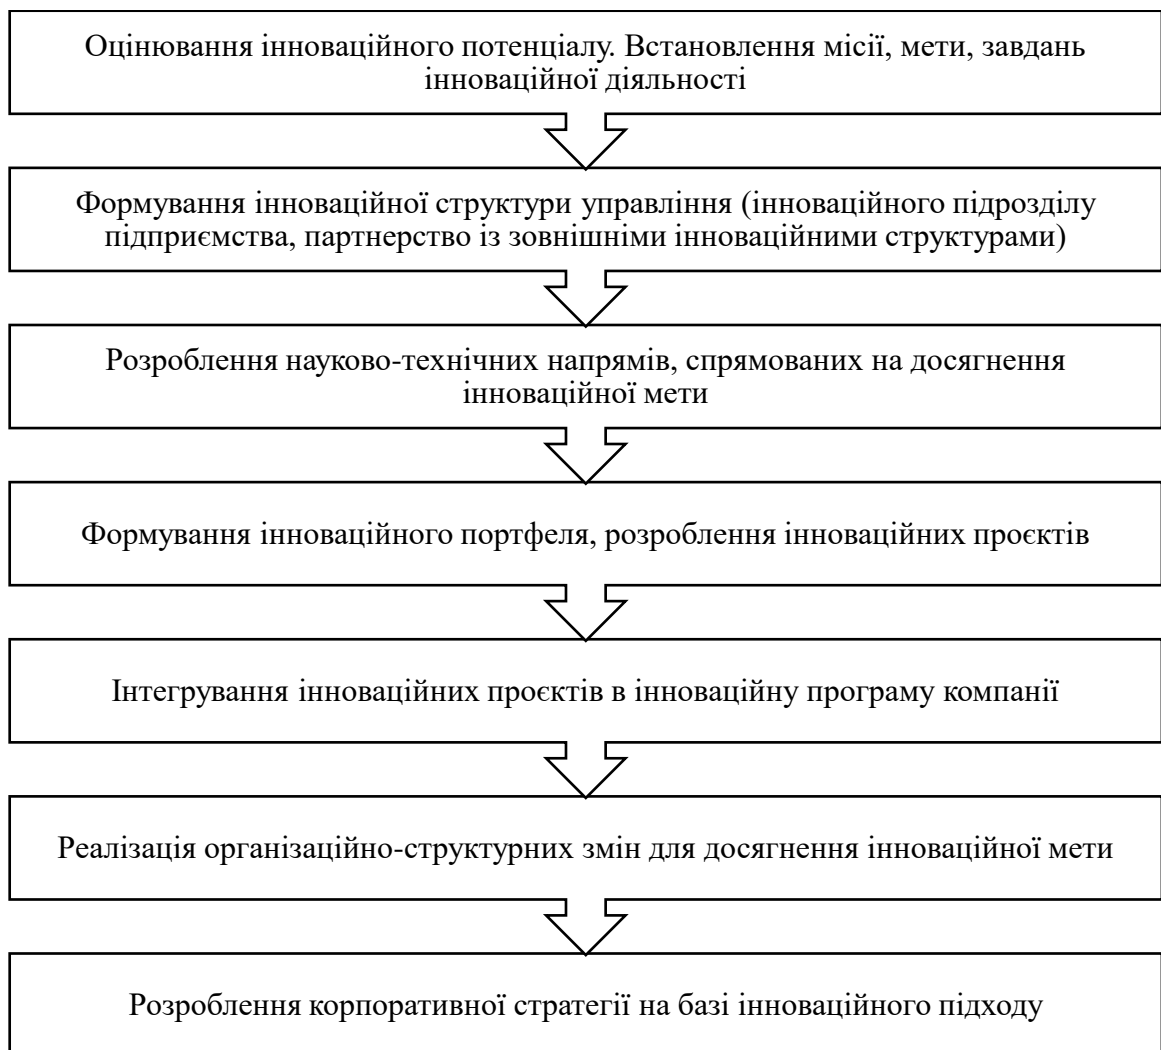 Оцінювання інноваційного потенціалу. Встановлення місії, мети, завдань
інноваційної діяльності
Формування інноваційної структури управління (інноваційного підрозділу
підприємства, партнерство із зовнішніми інноваційними структурами)
Розроблення науково-технічних напрямів, спрямованих на досягнення
інноваційної мети
Формування інноваційного портфеля, розроблення інноваційних проєктів
Інтегрування інноваційних проєктів в інноваційну програму компанії
Реалізація організаційно-структурних змін для досягнення інноваційної мети
Розроблення корпоративної стратегії на базі інноваційного підходу